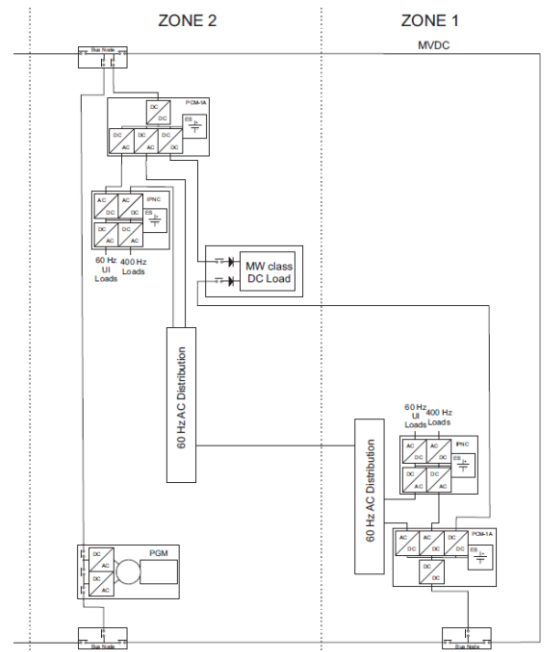 ZONE 2
ZONE 1
MVDC
Bus Node
PCM-1A
DC
DC
ES
DC
AC
DC
AC
DC
DC
IPNC
AC
DC
AC
DC
ES
DC
AC
DC
AC
60 Hz
UI
Loads
400 Hz
Loads
MW class
DC Load
60 Hz AC Distribution
60 Hz AC Distribution
60 Hz
UI
Loads
400 Hz
Loads
IPNC
AC
DC
AC
DC
ES
DC
AC
DC
AC
PCM-1A
AC
DC
AC
DC
DC
DC
ES
DC
DC
PGM
DC
AC
DC
AC
Bus Node
Bus Node